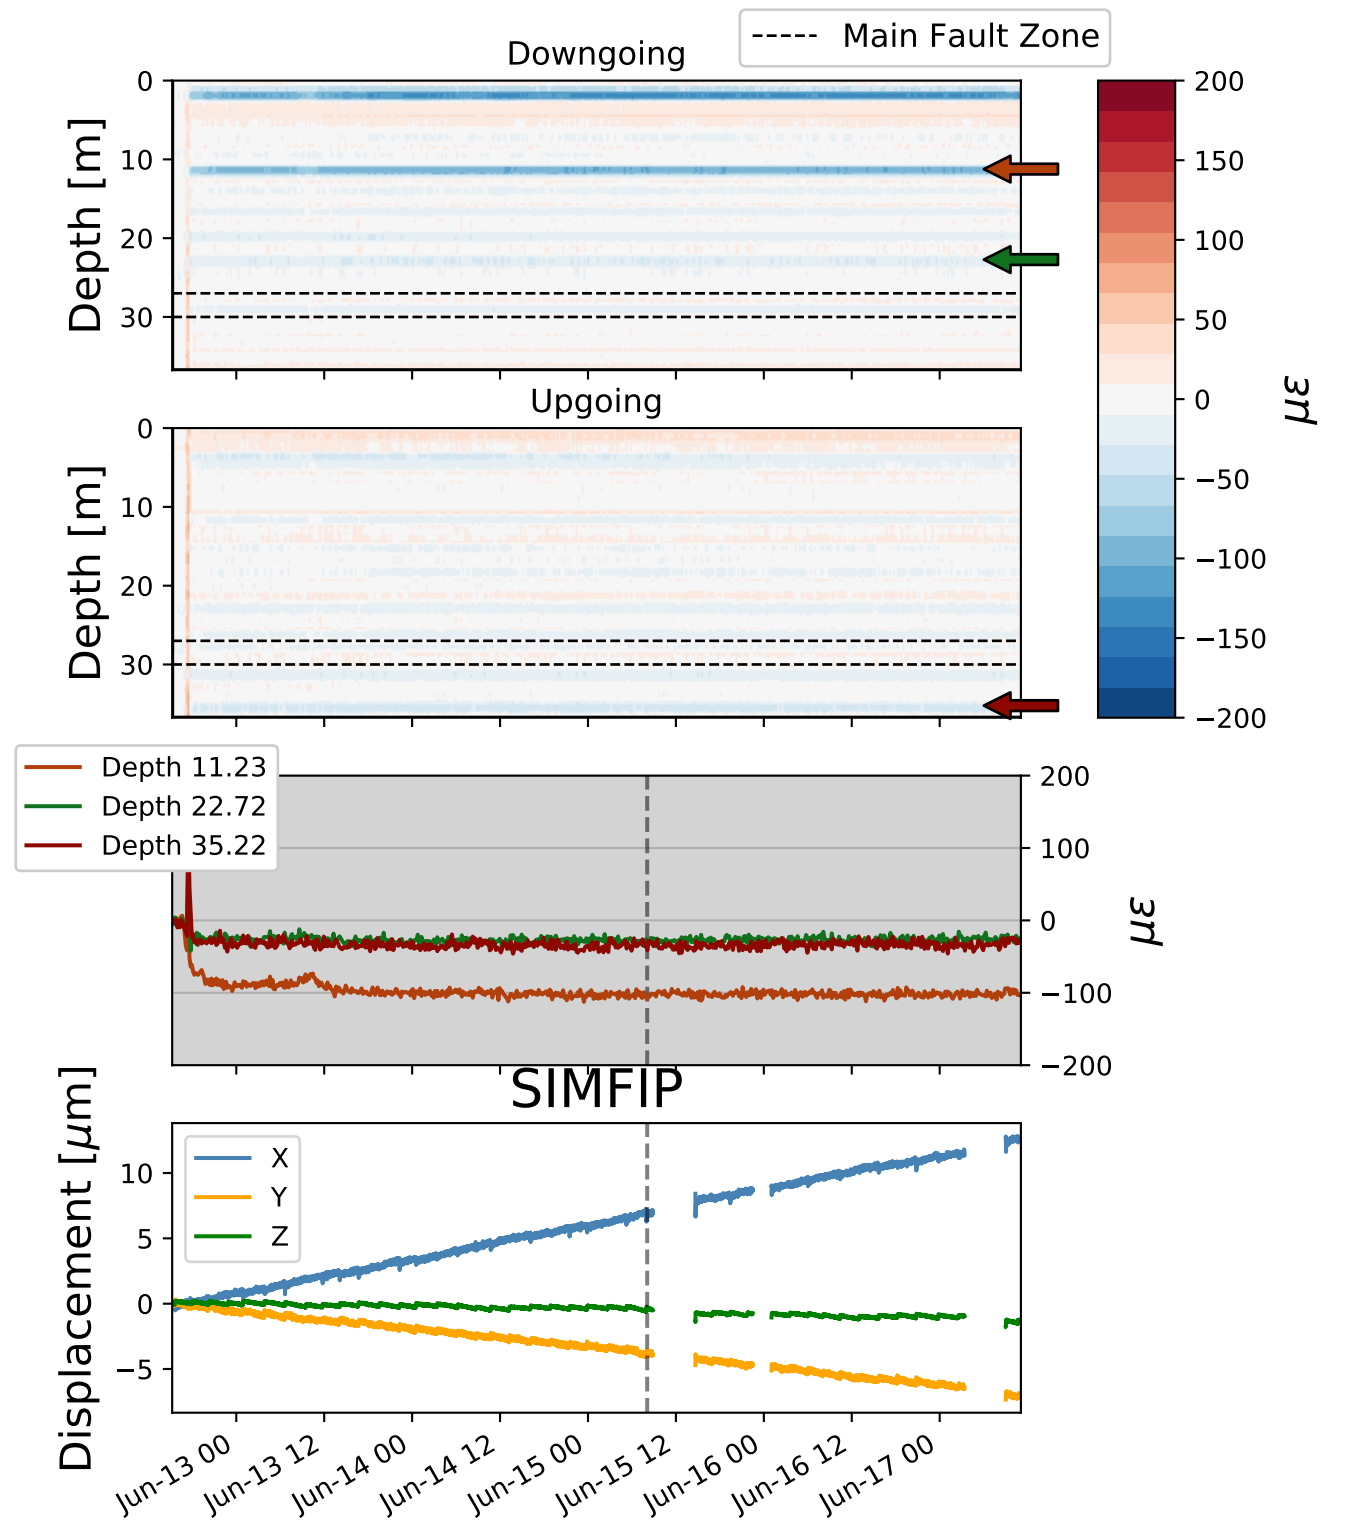 Main Fault Zone
Downgoing
Depth [m]
0
10
20
30
Upgoing
Depth [m]
0
10
20
30
200
150
100
50
0
−50
−100
−150
−200
με
Depth 11.23
Depth 22.72
Depth 35.22
200
100
0
−100
−200
με
SIMFIP
Displacement [μm]
10
5
0
−5
X
Y
Z
Jun-13 00
Jun-13 12
Jun-14 00
Jun-14 12
Jun-15 00
Jun-15 12
Jun-16 00
Jun-16 12
Jun-17 00